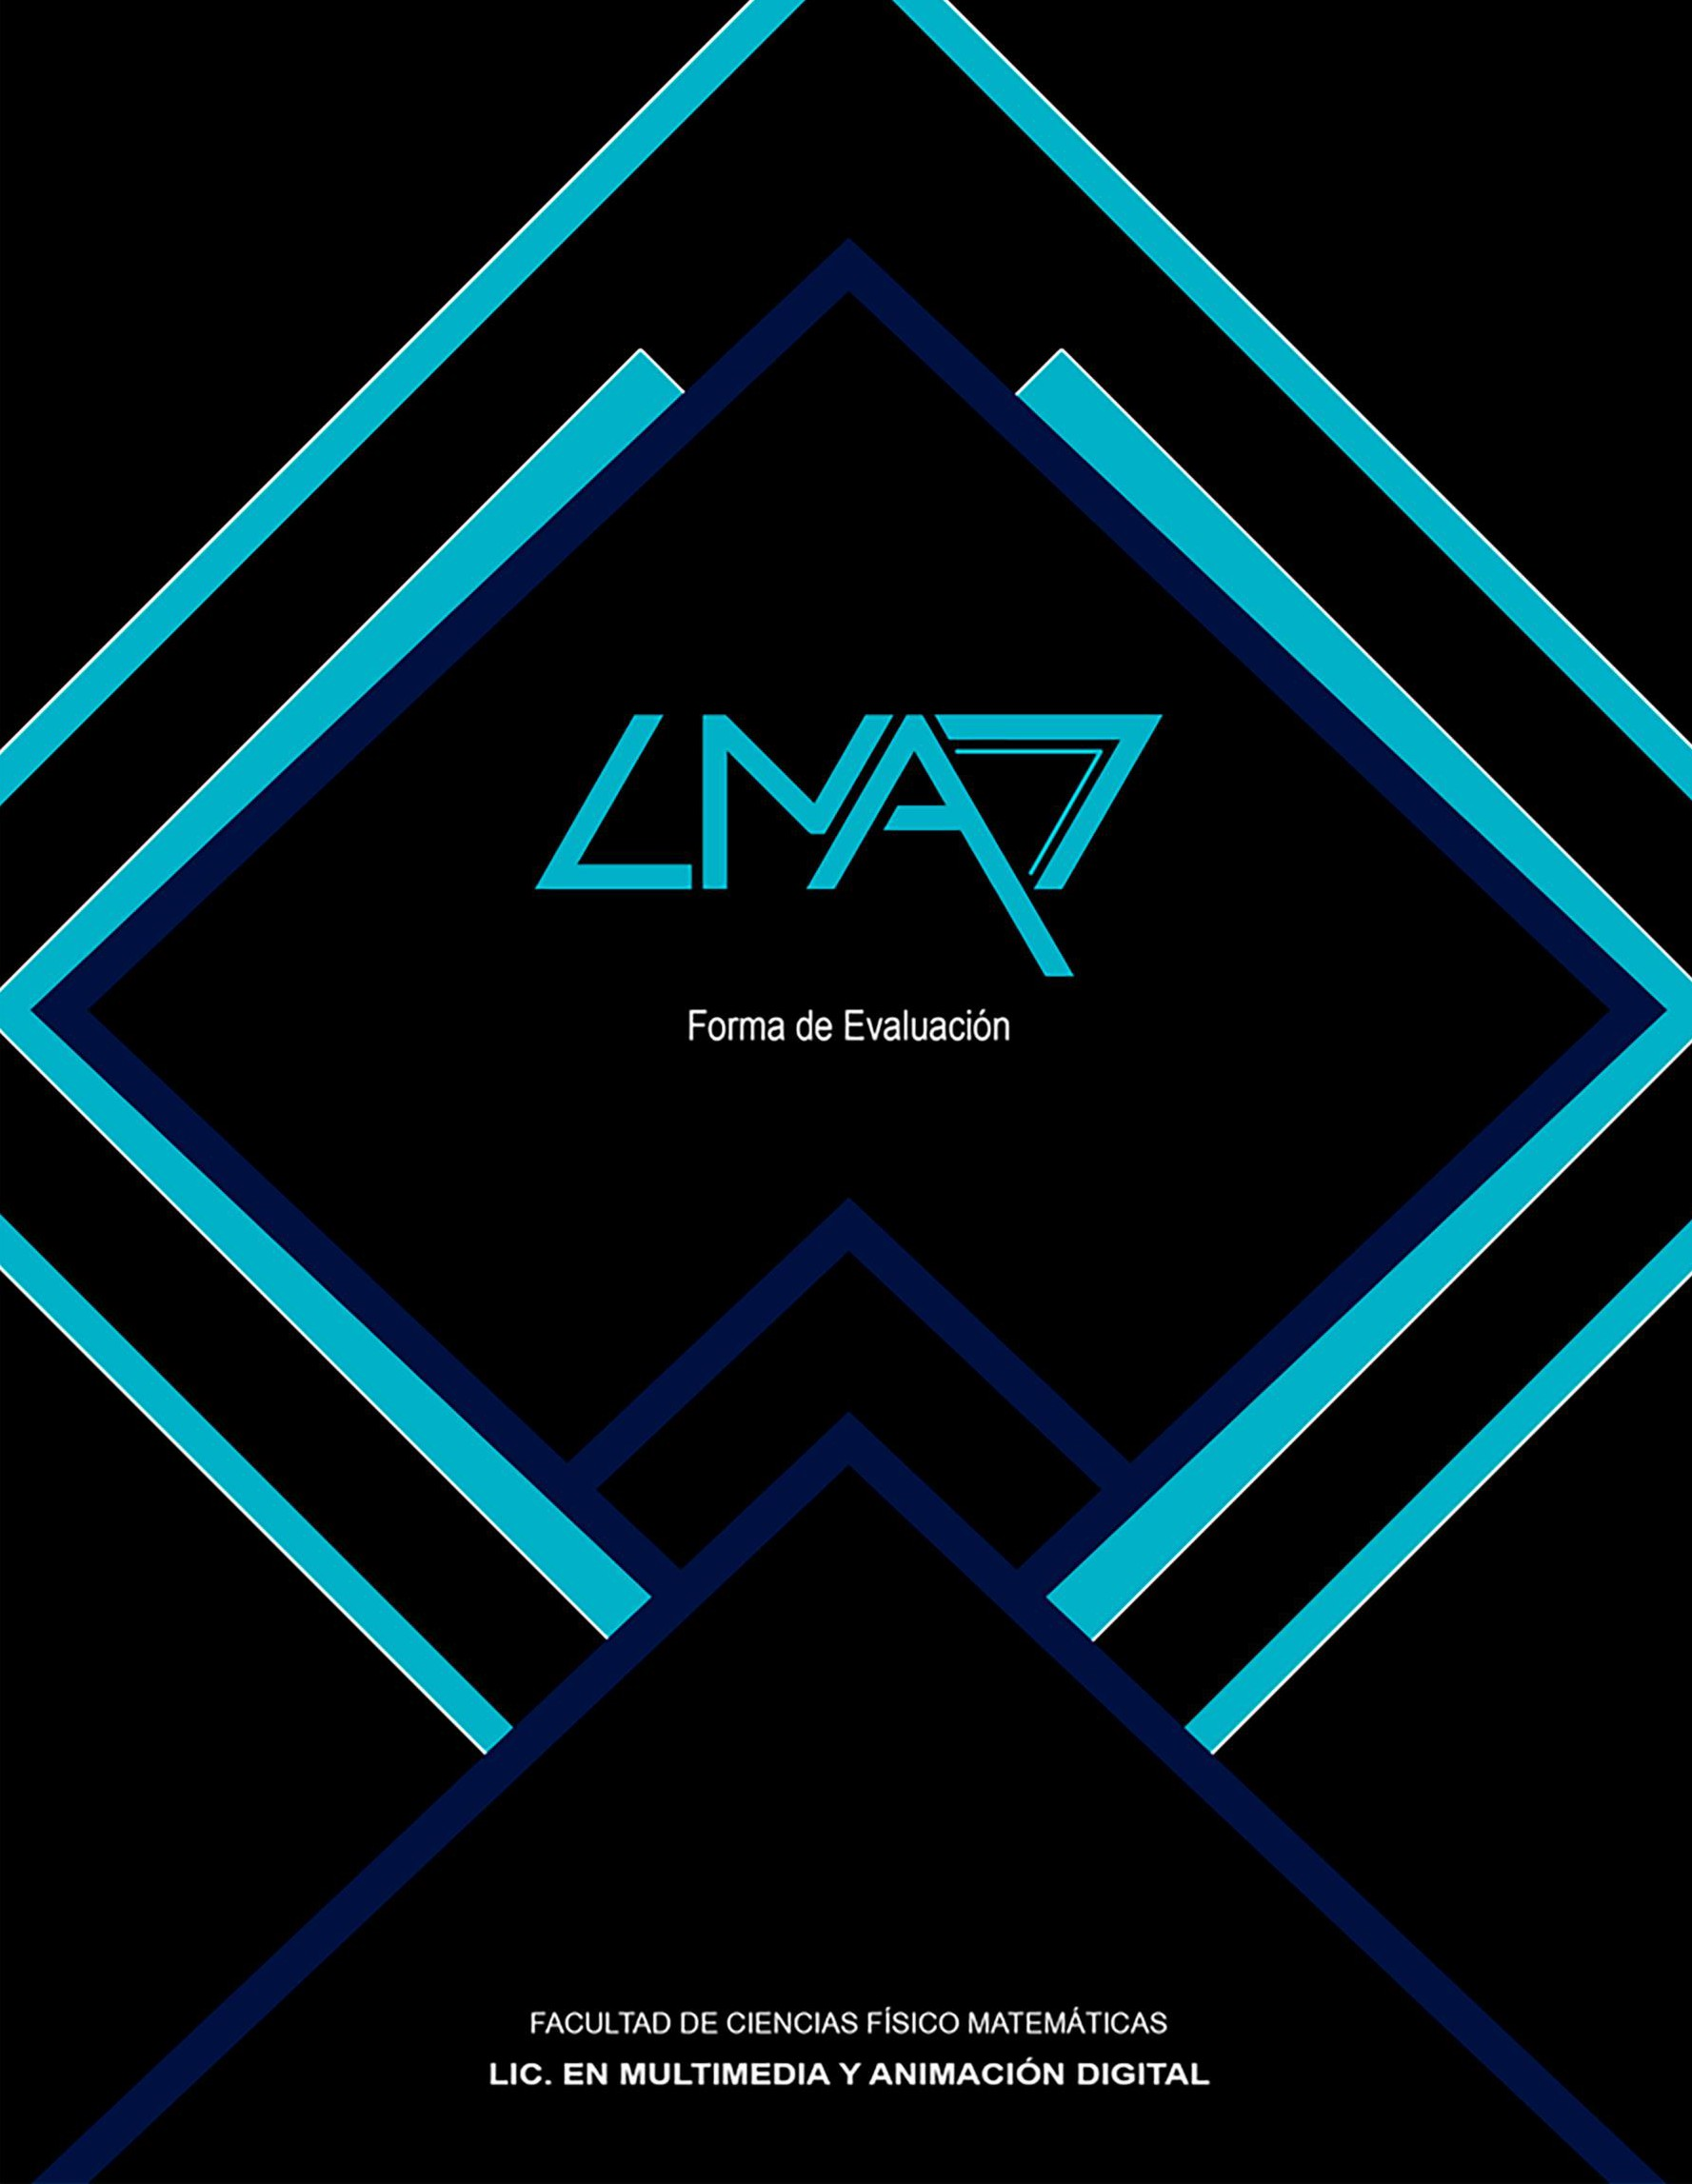 LMA7
Forma de Evaluación
FACULTAD DE CIENCIAS FÍSICO MATEMÁTICAS
LIC. EN MULTIMEDIA Y ANIMACIÓN DIGITAL